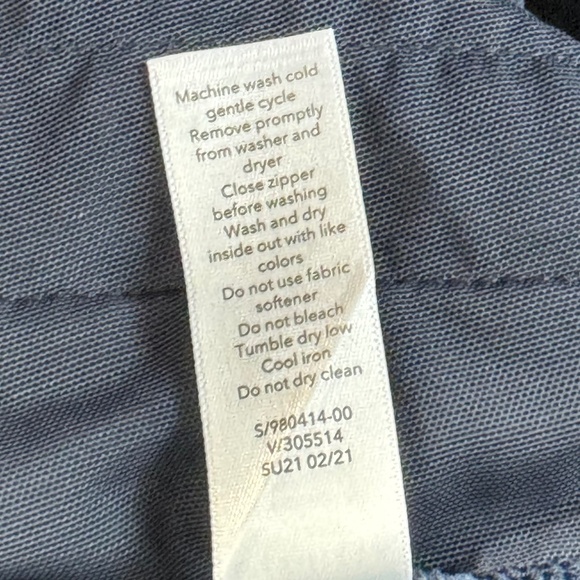 Machine wash cold
gentle cycle
Remove promptly
from washer and
dryer
Close zipper
before washing
Wash and dry
inside out with like
colors
Do not use fabric
softener
Do not bleach
Tumble dry low
Cool iron
Do not dry clean
S/980414-00
V/305514
SU21 02/21